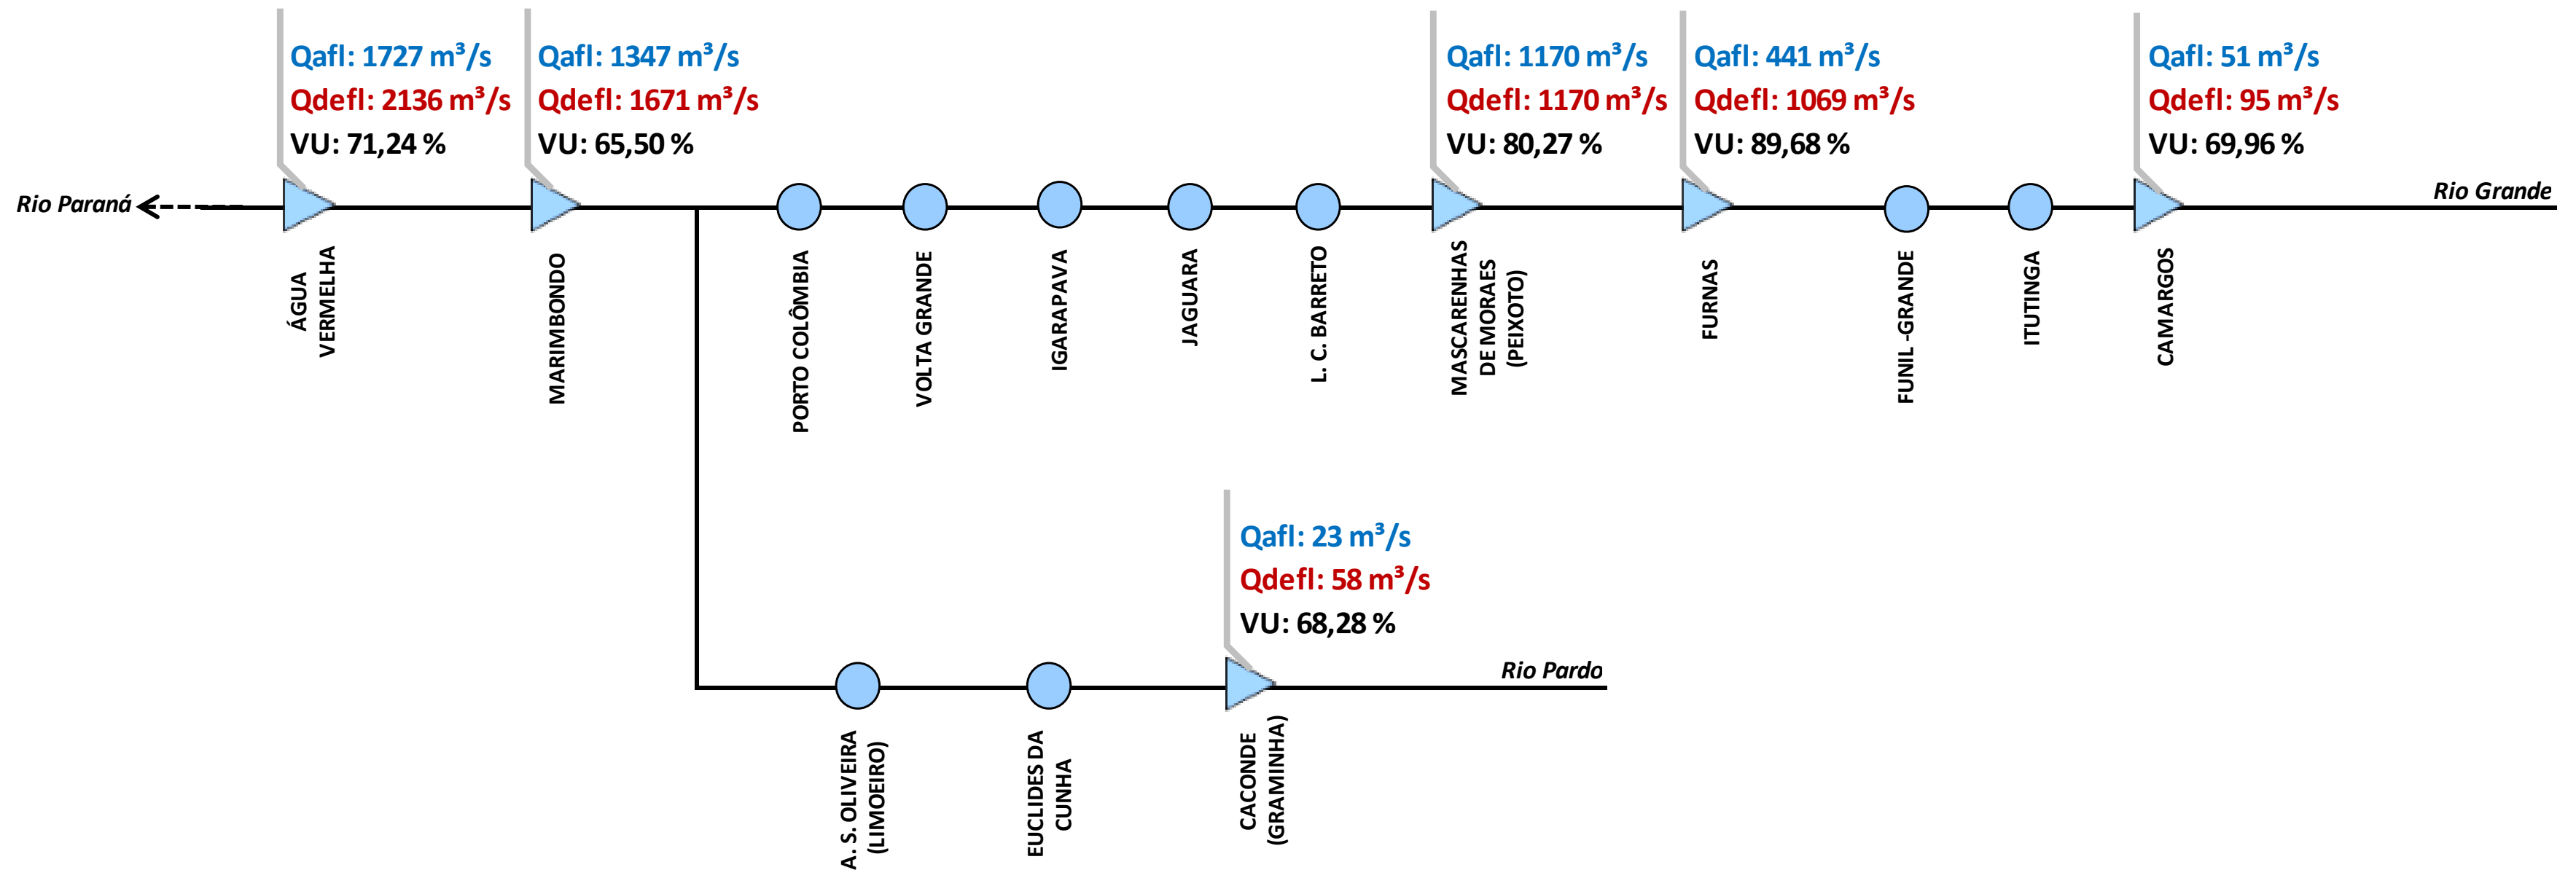 Qafl: 1727 m³/s
Qdefl: 2136 m³/s
VU: 71,24 %
Qafl: 1347 m³/s
Qdefl: 1671 m³/s
VU: 65,50 %
Qafl: 1170 m³/s
Qdefl: 1170 m³/s
VU: 80,27 %
Qafl: 441 m³/s
Qdefl: 1069 m³/s
VU: 89,68 %
Qafl: 51 m³/s
Qdefl: 95 m³/s
VU: 69,96 %
Rio Paraná
Rio Grande
ÁGUA
VERMELHA
MARIMBONDO
PORTO COLÔMBIA
VOLTA GRANDE
IGARAPAVA
JAGUARA
L. C. BARRETO
MASCARENHAS
DE MORAES
(PEIXOTO)
FURNAS
FUNIL -GRANDE
ITUTINGA
CAMARGOS
Qafl: 23 m³/s
Qdefl: 58 m³/s
VU: 68,28 %
Rio Pardo
A. S. OLIVEIRA
(LIMOEIRO)
EUCLIDES DA
CUNHA
CACONDE
(GRAMINHA)